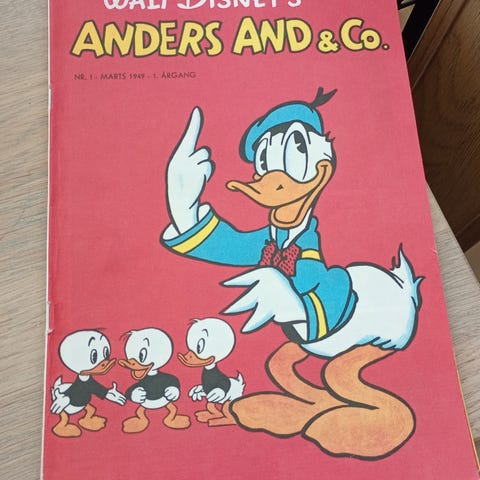 WALT DISNEY'S
ANDERS AND & Co.
NR. 1 - MARTS 1949 - 1. ÅRGANG